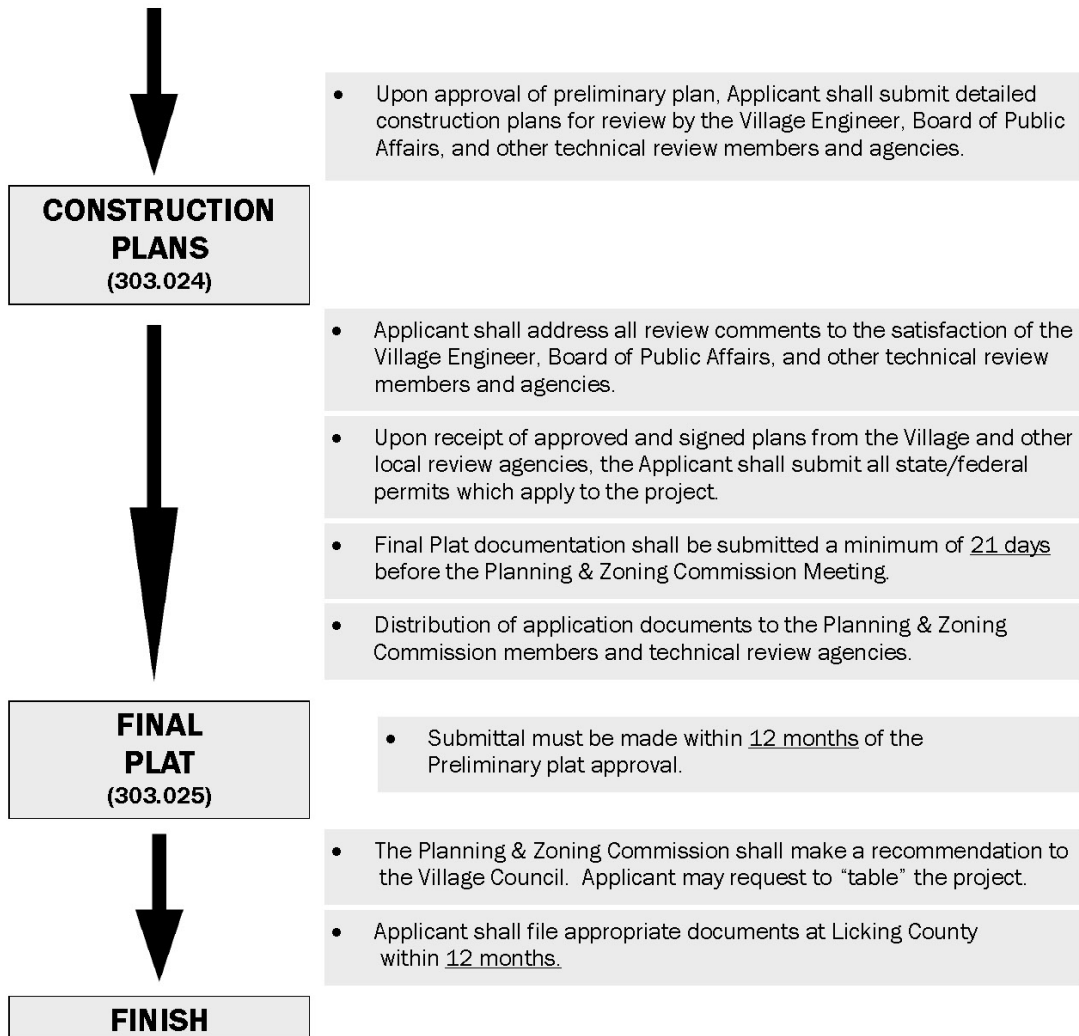 • Upon approval of preliminary plan, Applicant shall submit detailed
construction plans for review by the Village Engineer, Board of Public
Affairs, and other technical review members and agencies.
CONSTRUCTION
PLANS
(303.024)
• Applicant shall address all review comments to the satisfaction of the
Village Engineer, Board of Public Affairs, and other technical review
members and agencies.
• Upon receipt of approved and signed plans from the Village and other
local review agencies, the Applicant shall submit all state/federal
permits which apply to the project.
• Final Plat documentation shall be submitted a minimum of 21 days
before the Planning & Zoning Commission Meeting.
• Distribution of application documents to the Planning & Zoning
Commission members and technical review agencies.
FINAL
PLAT
(303.025)
• Submittal must be made within 12 months of the
Preliminary plat approval.
• The Planning & Zoning Commission shall make a recommendation to
the Village Council. Applicant may request to “table” the project.
• Applicant shall file appropriate documents at Licking County
within 12 months.
FINISH